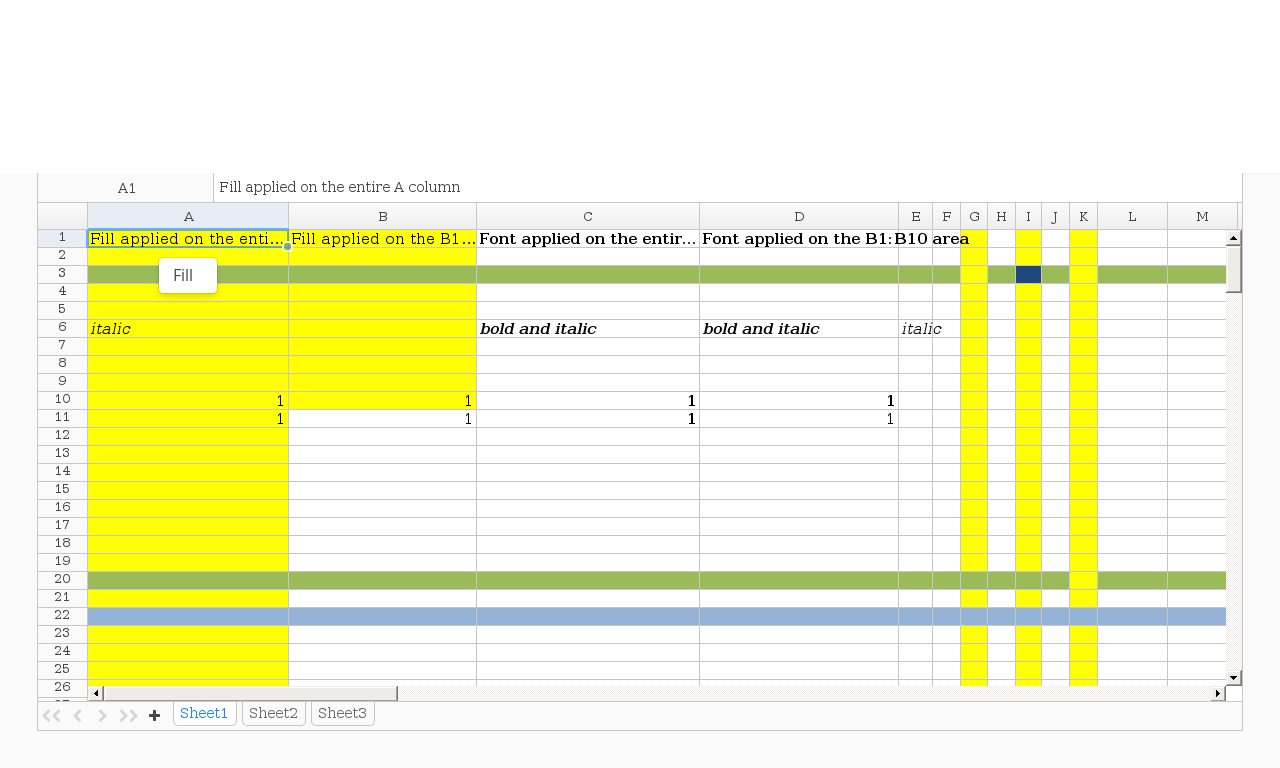 A1 Fill applied on the entire A column
A B C D E F G H I J K L M
1 Fill applied on the enti... Fill applied on the B1... Font applied on the entir... Font applied on the B1:B10 area
2
3
Fill
4
5
6 italic bold and italic bold and italic italic
7
8
9
10 1 1 1 1
11 1 1 1 1
12
13
14
15
16
17
18
19
20
21
22
23
24
25
26
Sheet1 Sheet2 Sheet3